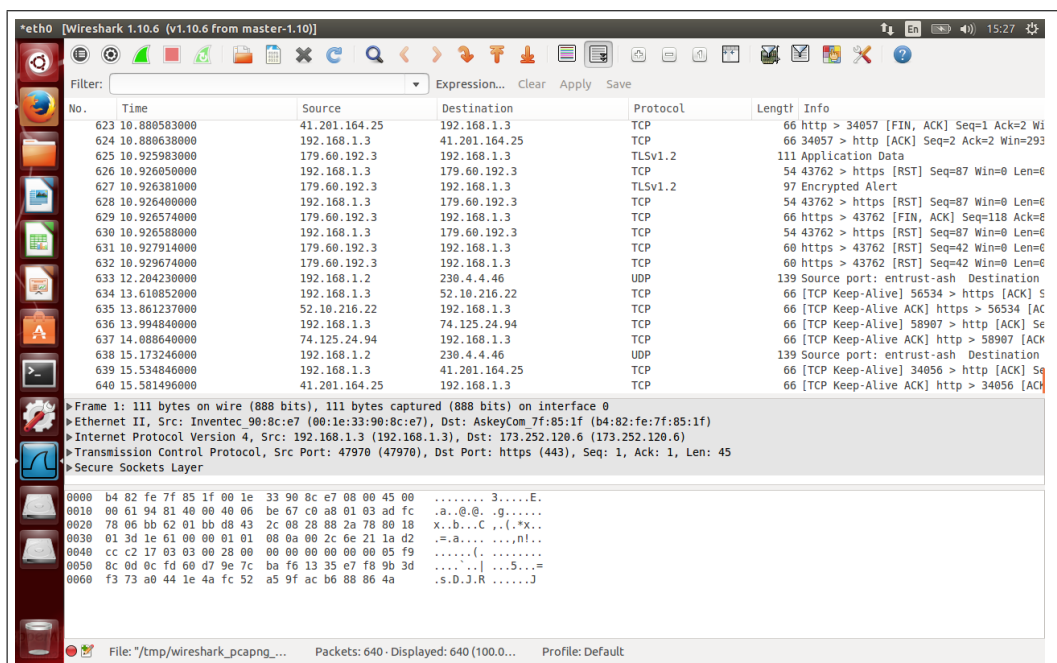 *eth0 [Wireshark 1.10.6 (v1.10.6 from master-1.10)]
En 15:27
Filter: Expression... Clear Apply Save
No. Time Source Destination Protocol Length Info
623 10.880583000 41.201.164.25 192.168.1.3 TCP 66 http > 34057 [FIN, ACK] Seq=1 Ack=2 Wi
624 10.880638000 192.168.1.3 41.201.164.25 TCP 66 34057 > http [ACK] Seq=2 Ack=2 Win=293
625 10.925983000 179.60.192.3 192.168.1.3 TLSv1.2 111 Application Data
626 10.926050000 192.168.1.3 179.60.192.3 TCP 54 43762 > https [RST] Seq=87 Win=0 Len=0
627 10.926381000 179.60.192.3 192.168.1.3 TLSv1.2 97 Encrypted Alert
628 10.926400000 192.168.1.3 179.60.192.3 TCP 54 43762 > https [RST] Seq=87 Win=0 Len=0
629 10.926574000 179.60.192.3 192.168.1.3 TCP 66 https > 43762 [FIN, ACK] Seq=118 Ack=8
630 10.926588000 192.168.1.3 179.60.192.3 TCP 54 43762 > https [RST] Seq=87 Win=0 Len=0
631 10.927914000 179.60.192.3 192.168.1.3 TCP 60 https > 43762 [RST] Seq=42 Win=0 Len=0
632 10.929674000 179.60.192.3 192.168.1.3 TCP 60 https > 43762 [RST] Seq=42 Win=0 Len=0
633 12.204230000 192.168.1.2 230.4.4.46 UDP 139 Source port: entrust-ash Destination
634 13.610852000 192.168.1.3 52.10.216.22 TCP 66 [TCP Keep-Alive] 56534 > https [ACK] S
635 13.861237000 52.10.216.22 192.168.1.3 TCP 66 [TCP Keep-Alive ACK] https > 56534 [AC
636 13.994840000 192.168.1.3 74.125.24.94 TCP 66 [TCP Keep-Alive] 58907 > http [ACK] Se
637 14.088640000 74.125.24.94 192.168.1.3 TCP 66 [TCP Keep-Alive ACK] http > 58907 [ACK
638 15.173246000 192.168.1.2 230.4.4.46 UDP 139 Source port: entrust-ash Destination
639 15.534846000 192.168.1.3 41.201.164.25 TCP 66 [TCP Keep-Alive] 34056 > http [ACK] Se
640 15.581496000 41.201.164.25 192.168.1.3 TCP 66 [TCP Keep-Alive ACK] http > 34056 [ACK
Frame 1: 111 bytes on wire (888 bits), 111 bytes captured (888 bits) on interface 0
Ethernet II, Src: Inventec_90:8c:e7 (00:1e:33:90:8c:e7), Dst: AskeyCom_7f:85:1f (b4:82:fe:7f:85:1f)
Internet Protocol Version 4, Src: 192.168.1.3 (192.168.1.3), Dst: 173.252.120.6 (173.252.120.6)
Transmission Control Protocol, Src Port: 47970 (47970), Dst Port: https (443), Seq: 1, Ack: 1, Len: 45
Secure Sockets Layer
0000 b4 82 fe 7f 85 1f 00 1e 33 90 8c e7 08 00 45 00 ........ 3.....E.
0010 00 61 94 81 40 00 40 06 be 67 c0 a8 01 03 ad fc .a..@.@. .g......
0020 78 06 bb 62 01 bb d8 43 2c 08 28 88 2a 78 80 18 x..b...C ,.(.*x..
0030 01 3d 1e 61 00 00 01 01 08 0a 00 2c 6e 21 1a d2 .=.a.... ...,n!..
0040 cc c2 17 03 03 00 28 00 00 00 00 00 00 00 05 f9 ......(. ........
0050 8c 0d 0c fd 60 d7 9e 7c ba f6 13 35 e7 f8 9b 3d ....`..| ...5...=
0060 f3 73 a0 44 1e 4a fc 52 a5 9f ac b6 88 86 4a .s.D.J.R ......J
File: "/tmp/wireshark_pcapng_... Packets: 640 · Displayed: 640 (100.0... Profile: Default